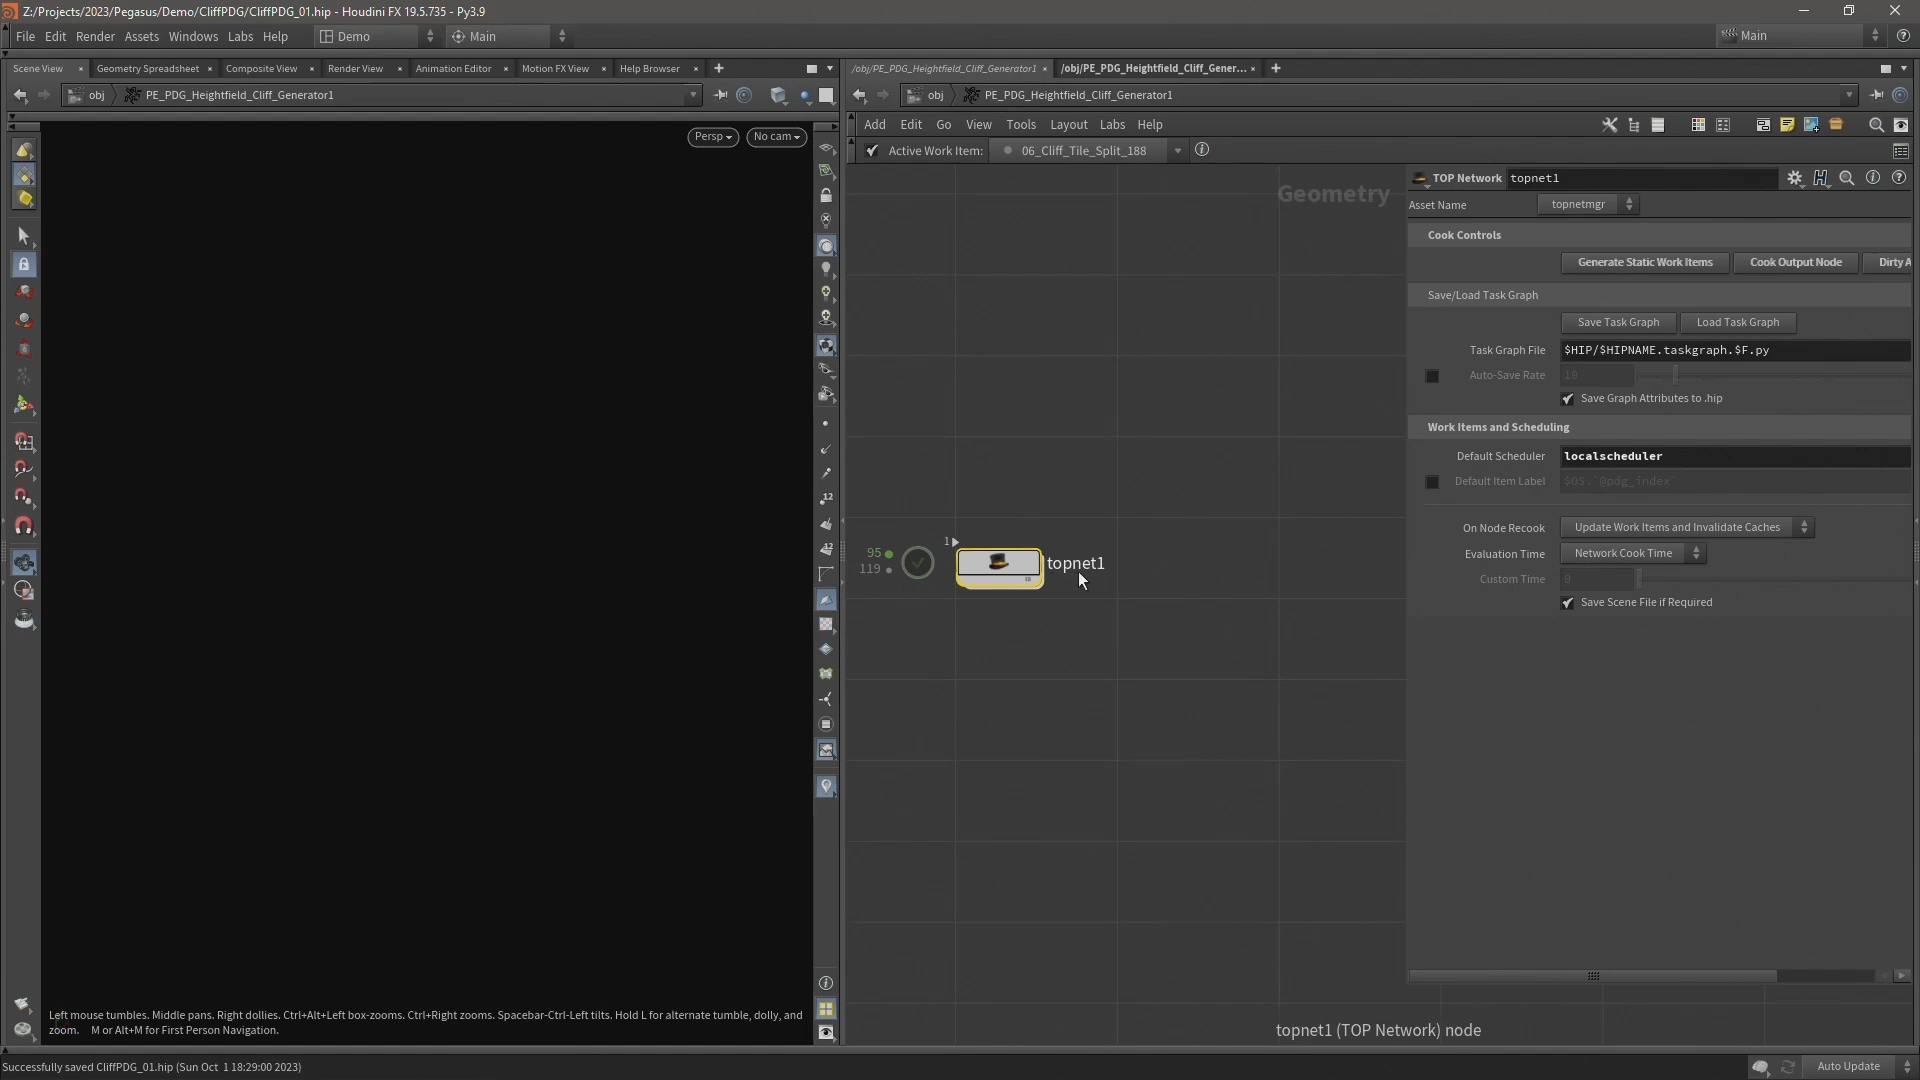 Z:/Projects/2023/Pegasus/Demo/CliffPDG/CliffPDG_01.hip - Houdini FX 19.5.735 - Py3.9
File Edit Render Assets Windows Labs Help Demo Main Main
Scene View Geometry Spreadsheet Composite View Render View Animation Editor Motion FX View Help Browser
/obj/PE_PDG_Heightfield_Cliff_Generator1 /obj/PE_PDG_Heightfield_Cliff_Gener...
obj PE_PDG_Heightfield_Cliff_Generator1
obj PE_PDG_Heightfield_Cliff_Generator1
Add Edit Go View Tools Layout Labs Help
Persp No cam
Active Work Item: 06_Cliff_Tile_Split_188
Geometry
TOP Network topnet1
Asset Name topnetmgr
Cook Controls
Generate Static Work Items Cook Output Node Dirty A
Save/Load Task Graph
Save Task Graph Load Task Graph
Task Graph File $HIP/$HIPNAME.taskgraph.$F.py
Auto-Save Rate 10
Save Graph Attributes to .hip
Work Items and Scheduling
Default Scheduler localscheduler
Default Item Label $OS.`@pdg_index`
On Node Recook Update Work Items and Invalidate Caches
Evaluation Time Network Cook Time
Custom Time 0
Save Scene File if Required
12
12
1
95
119
topnet1
topnet1 (TOP Network) node
Left mouse tumbles. Middle pans. Right dollies. Ctrl+Alt+Left box-zooms. Ctrl+Right zooms. Spacebar-Ctrl-Left tilts. Hold L for alternate tumble, dolly, and
zoom. M or Alt+M for First Person Navigation.
Successfully saved CliffPDG_01.hip (Sun Oct 1 18:29:00 2023)
Auto Update